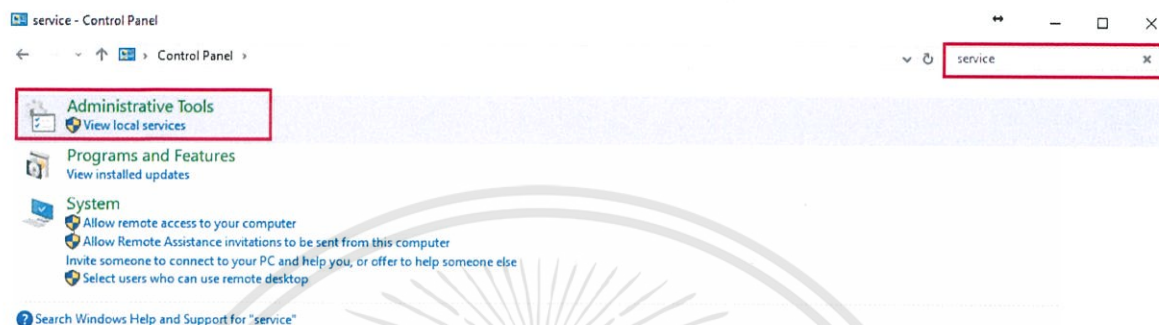 service - Control Panel
Control Panel
service
Administrative Tools
View local services
Programs and Features
View installed updates
System
Allow remote access to your computer
Allow Remote Assistance invitations to be sent from this computer
Invite someone to connect to your PC and help you, or offer to help someone else
Select users who can use remote desktop
Search Windows Help and Support for "service"